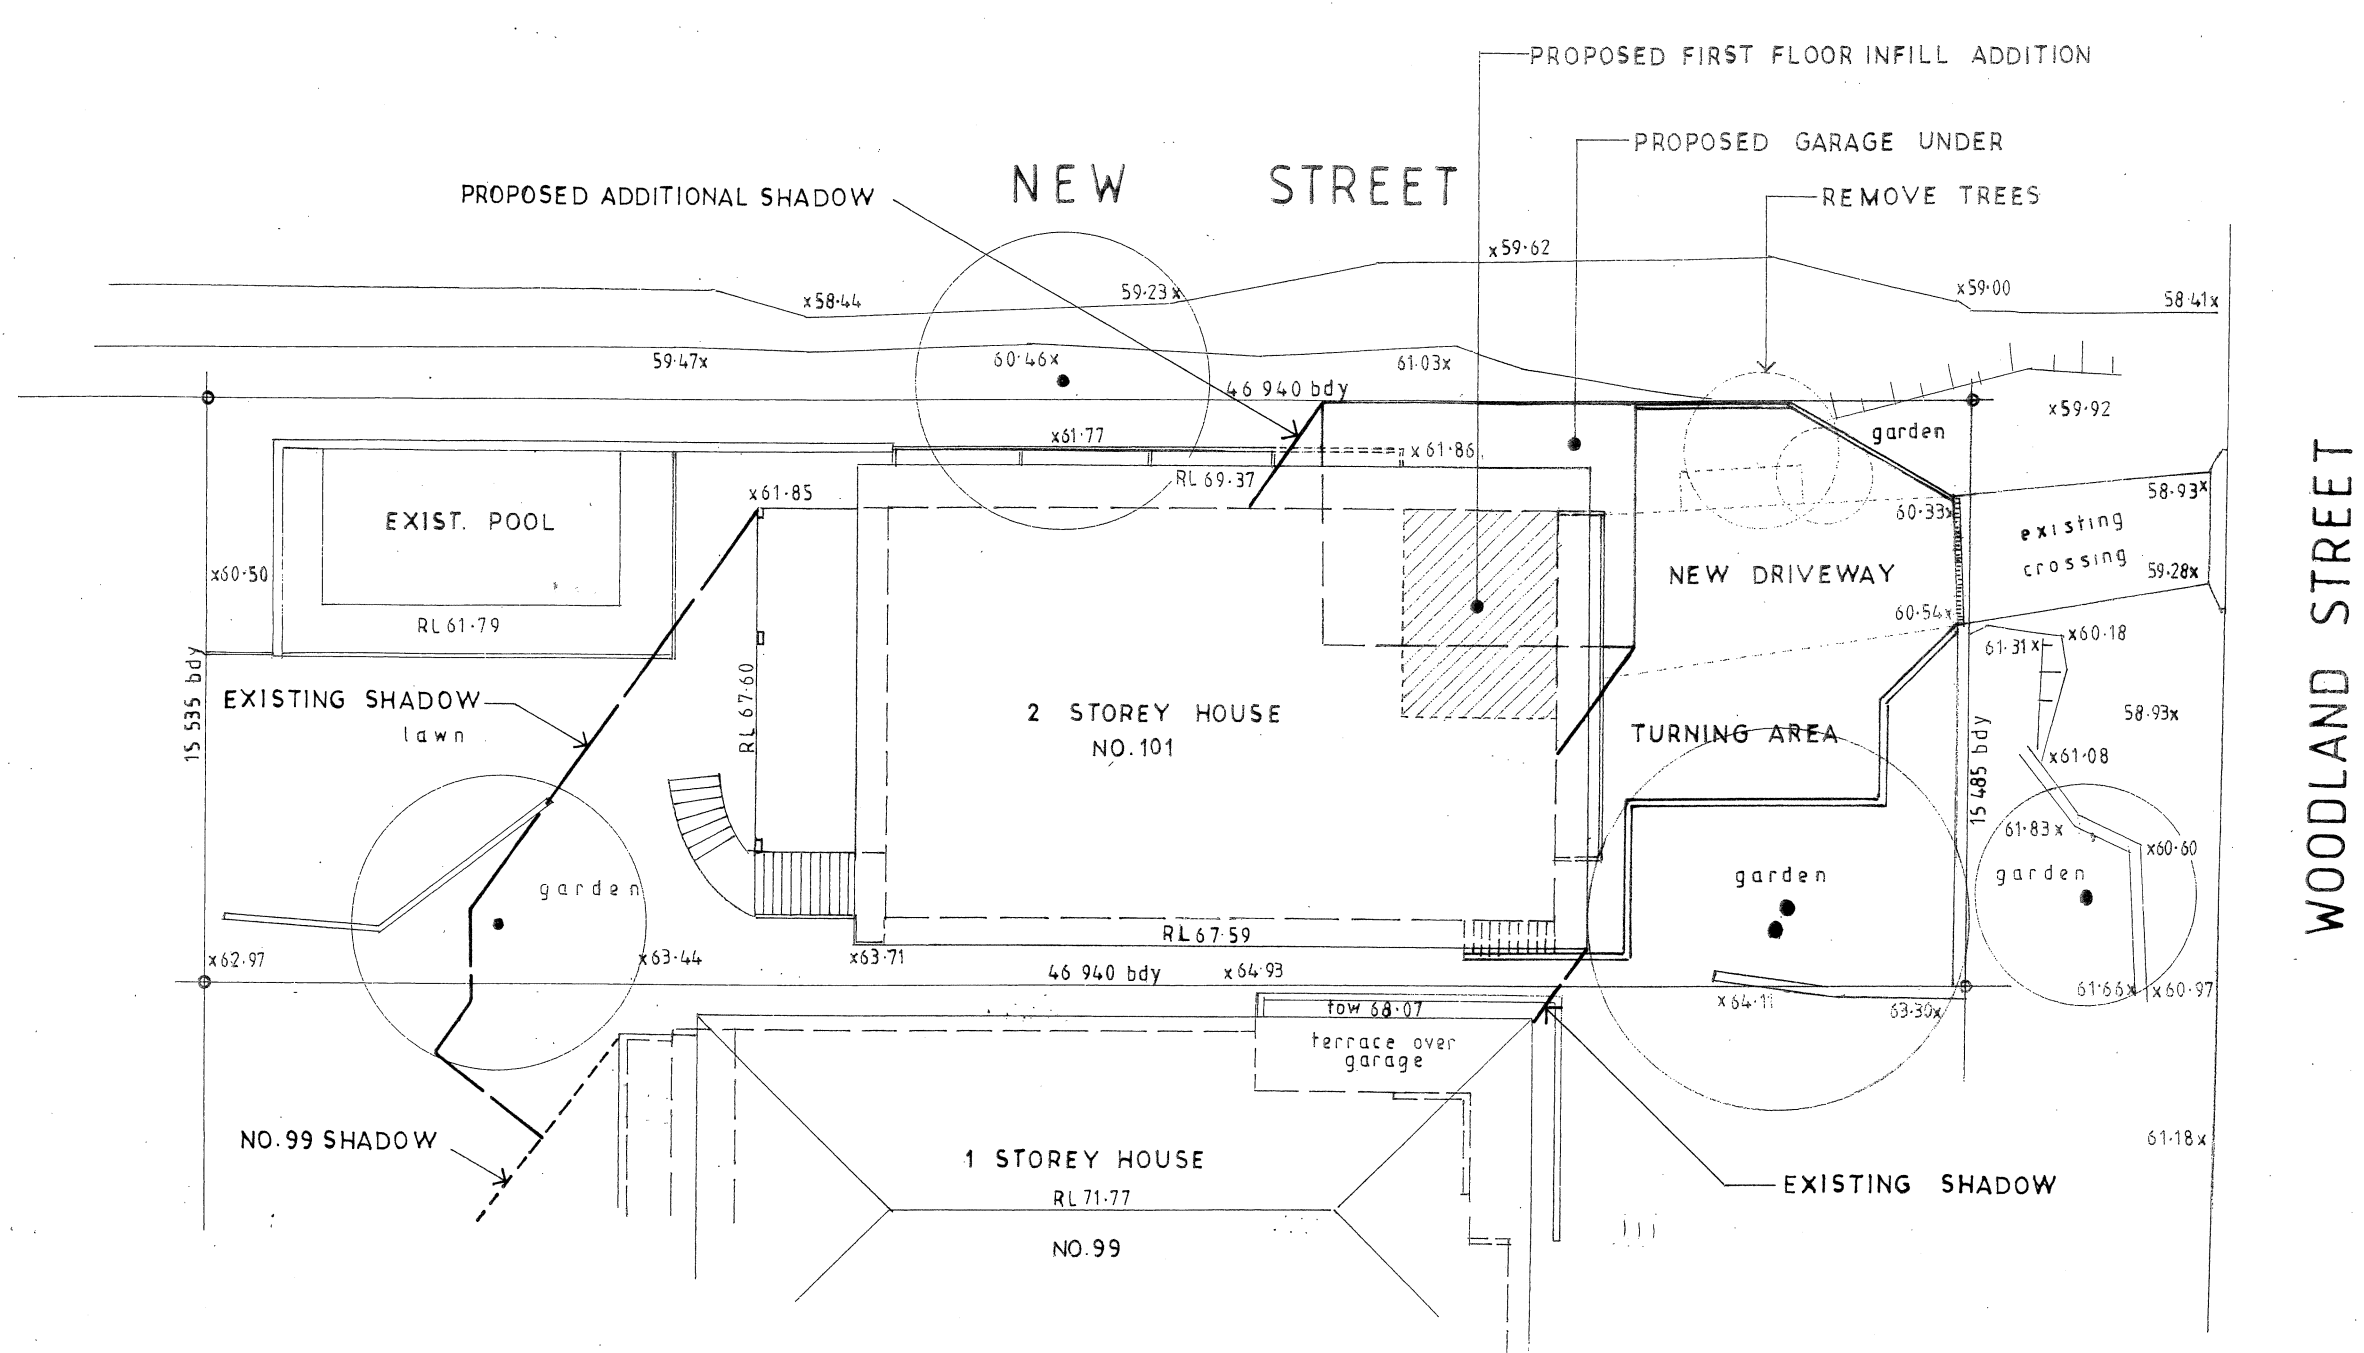 PROPOSED FIRST FLOOR INFILL ADDITION
PROPOSED GARAGE UNDER
NEW STREET
PROPOSED ADDITIONAL SHADOW
REMOVE TREES
x59·62
x58·44
59·23x
x59·00
58·41x
59·47x
60·46x
61·03x
46 940 bdy
x59·92
x61·77
x61·86
garden
RL 69·37
x61·85
58·93x
60·33x
EXIST. POOL
existing
crossing
x60·50
NEW DRIVEWAY
59·28x
60·54x
RL 61·79
x60·18
61·31x
15 535 bdy
EXISTING SHADOW
lawn
RL 67·60
2 STOREY HOUSE
NO. 101
TURNING AREA
58·93x
15 485 bdy
x61·08
WOODLAND STREET
61·83x
x60·60
garden
garden
garden
RL 67·59
x62·97
x63·44
x63·71
46 940 bdy
x64·93
61·66x
x60·97
x64·11
63·30x
tow 68·07
terrace over
garage
NO. 99 SHADOW
61·18x
1 STOREY HOUSE
RL 71·77
EXISTING SHADOW
NO. 99